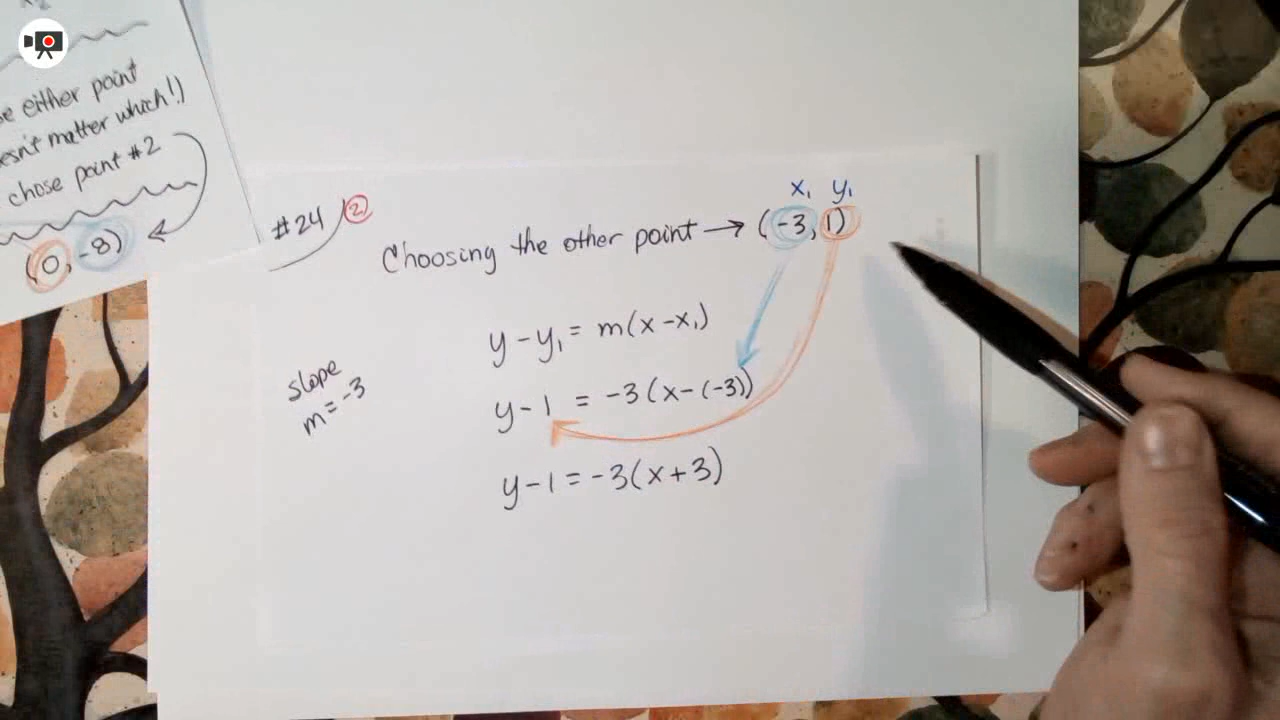 either point
matter which!)
chose point #2
(0, -8)
#24 2
x₁ y₁
Choosing the other point → (-3, 1)
y - y₁ = m(x - x₁)
slope
m = -3
y - 1 = -3(x - (-3))
y - 1 = -3(x + 3)